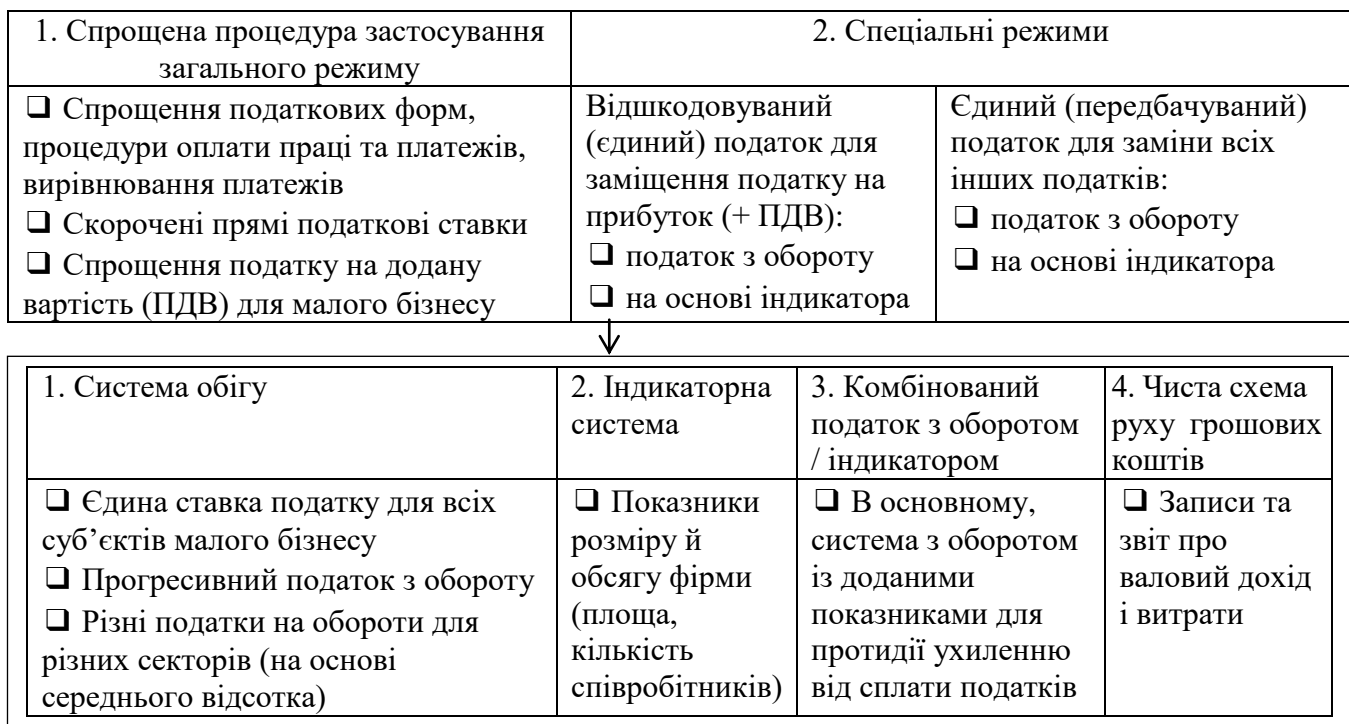 1. Спрощена процедура застосування
загального режиму
2. Спеціальні режими
❑ Спрощення податкових форм,
процедури оплати праці та платежів,
вирівнювання платежів
❑ Скорочені прямі податкові ставки
❑ Спрощення податку на додану
вартість (ПДВ) для малого бізнесу
Відшкодовуваний
(єдиний) податок для
заміщення податку на
прибуток (+ ПДВ):
❑ податок з обороту
❑ на основі індикатора
Єдиний (передбачуваний)
податок для заміни всіх
інших податків:
❑ податок з обороту
❑ на основі індикатора
1. Система обігу
2. Індикаторна
система
3. Комбінований
податок з оборотом
/ індикатором
4. Чиста схема
руху грошових
коштів
❑ Єдина ставка податку для всіх
суб’єктів малого бізнесу
❑ Прогресивний податок з обороту
❑ Різні податки на обороти для
різних секторів (на основі
середнього відсотка)
❑ Показники
розміру й
обсягу фірми
(площа,
кількість
співробітників)
❑ В основному,
система з оборотом
із доданими
показниками для
протидії ухиленню
від сплати податків
❑ Записи та
звіт про
валовий дохід
і витрати